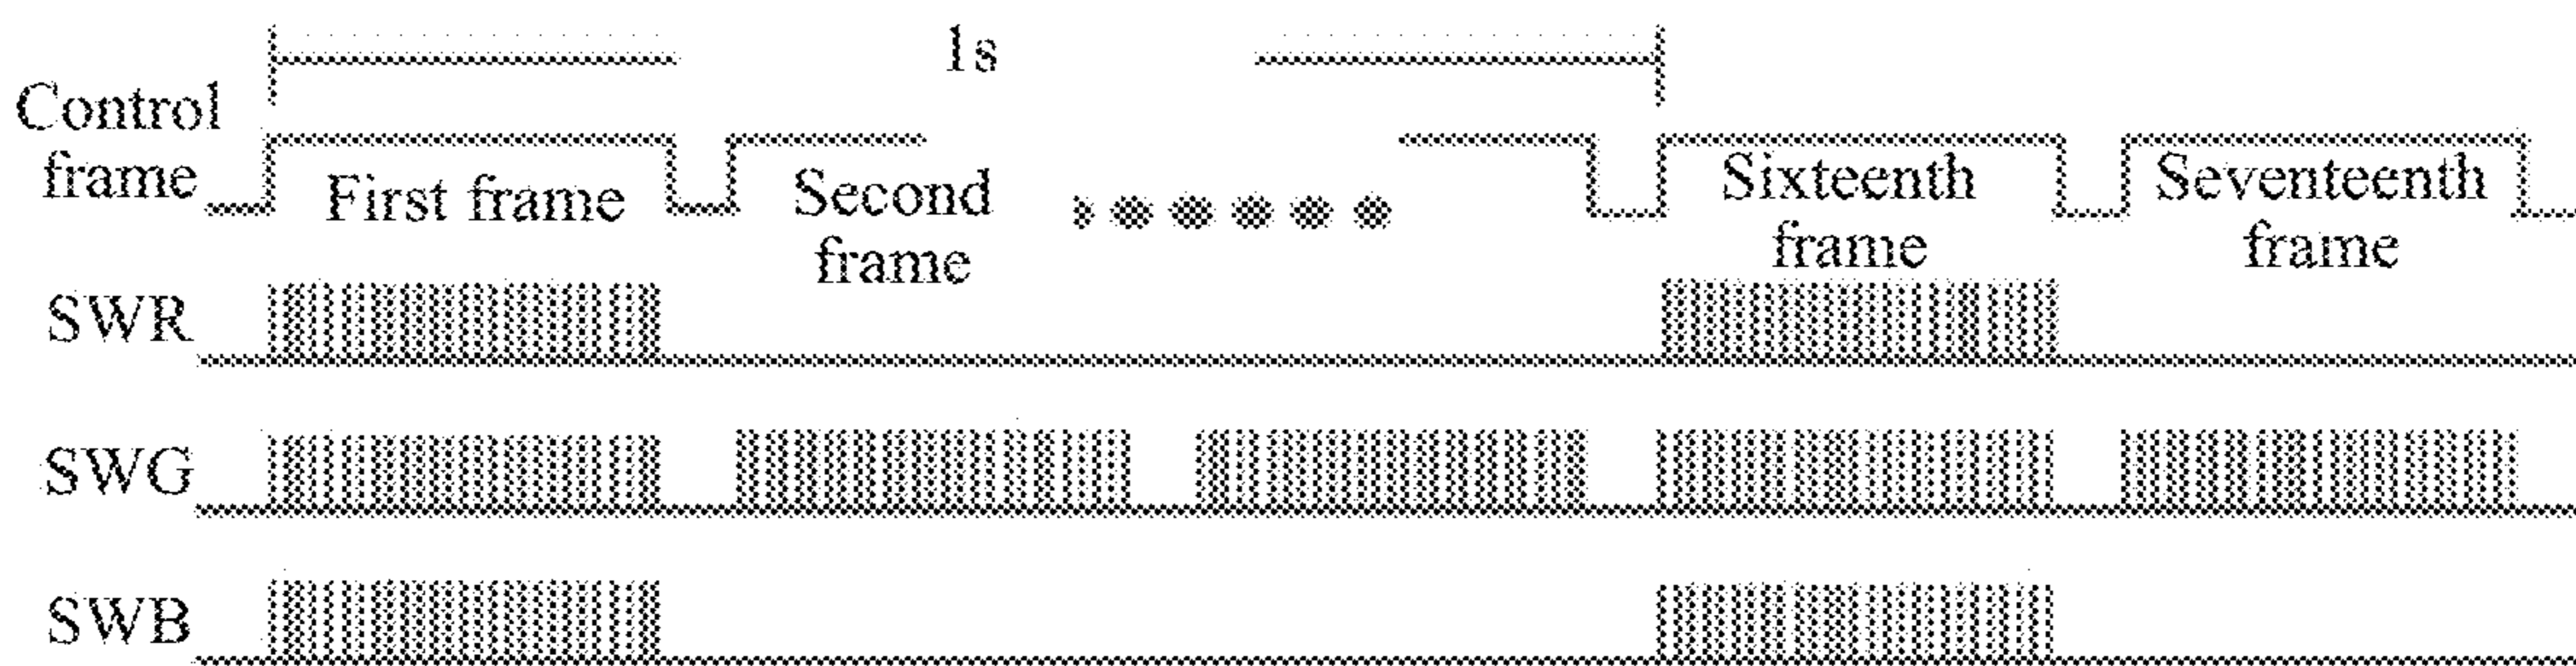 1s
Control
frame
First frame
Second
frame
Sixteenth
frame
Seventeenth
frame
SWR
SWG
SWB